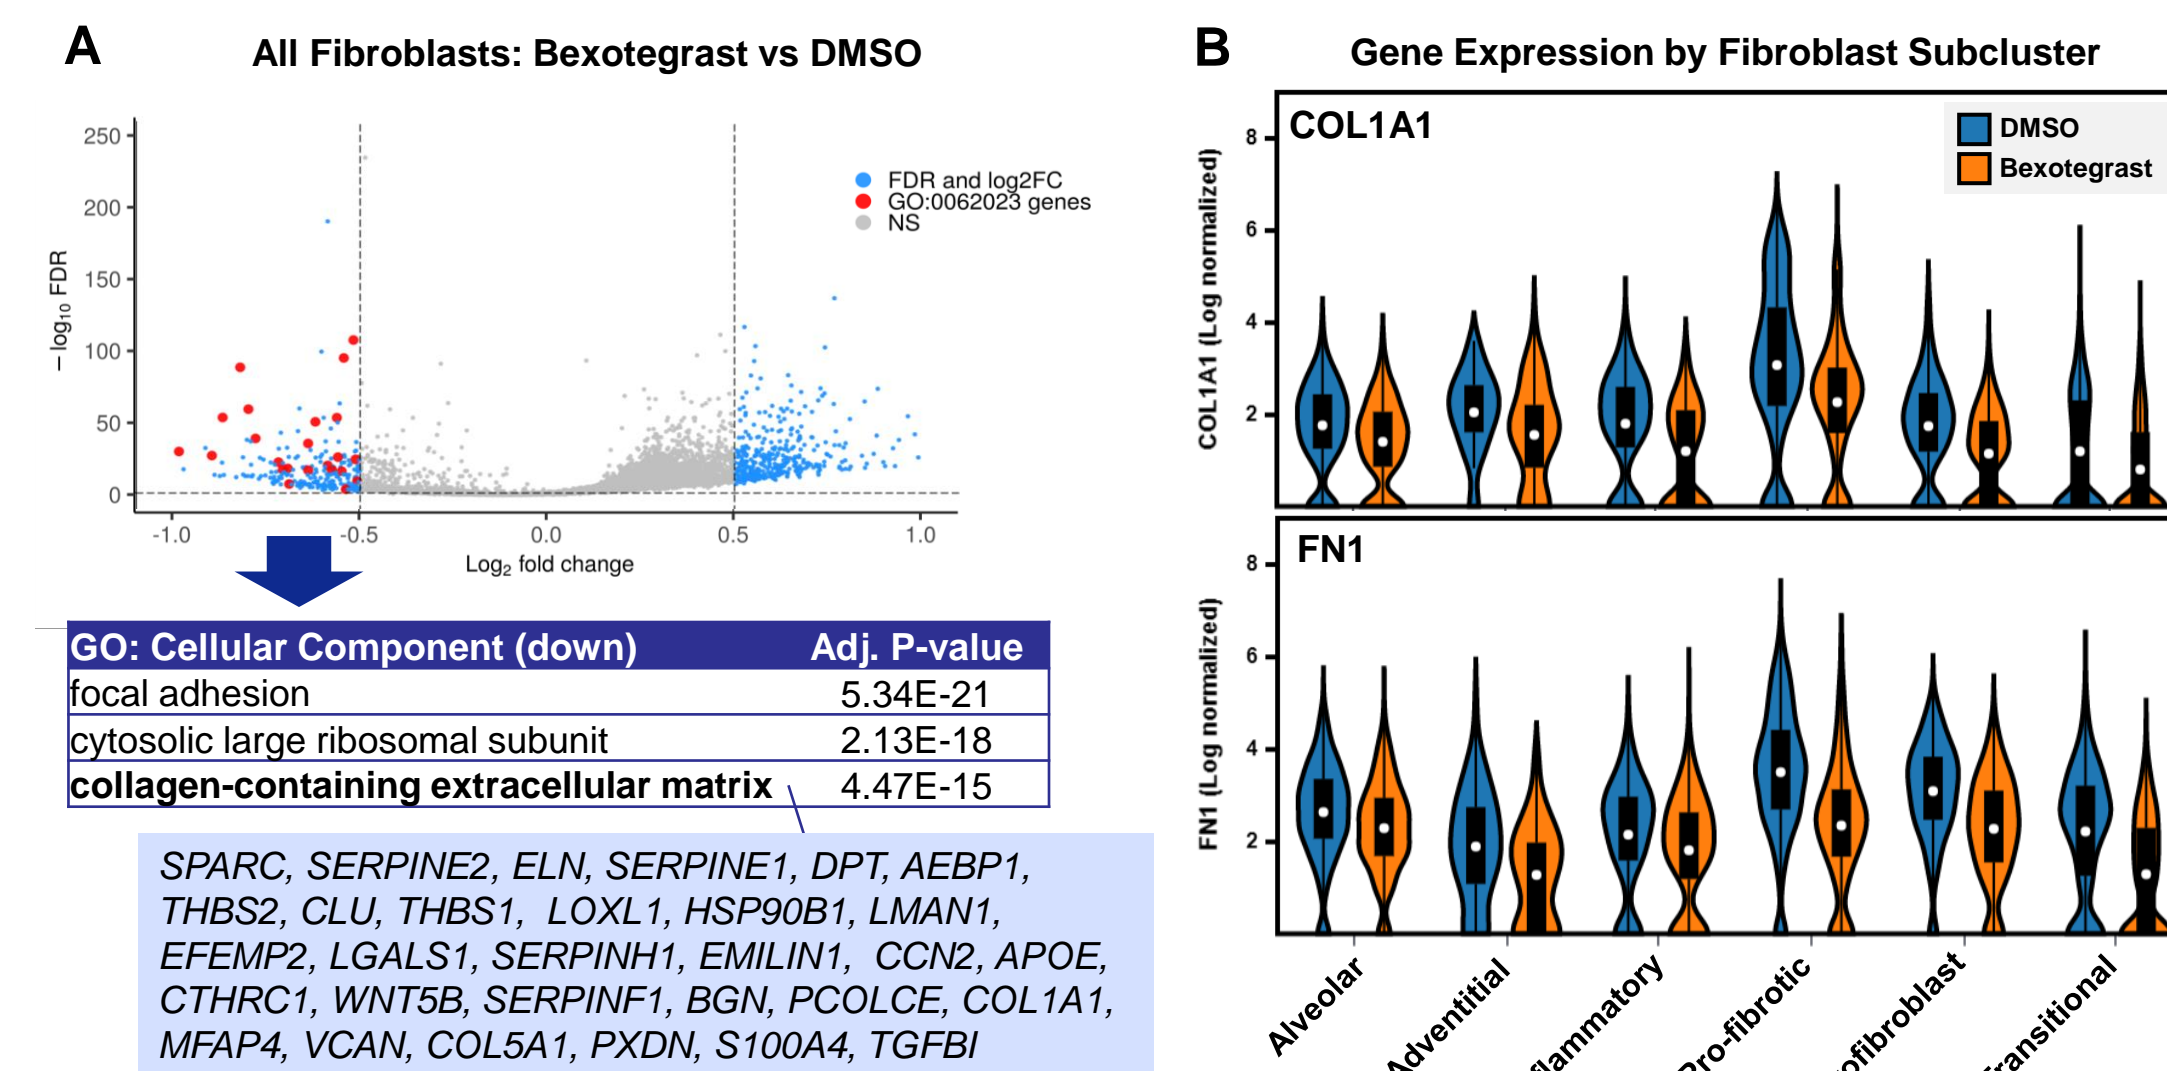 A
All Fibroblasts: Bexotegrast vs DMSO
250
200
150
100
50
0
− log10 FDR
FDR and log2FC
GO:0062023 genes
NS
-1.0
-0.5
0.0
0.5
1.0
Log2 fold change
GO: Cellular Component (down) Adj. P-value
focal adhesion 5.34E-21
cytosolic large ribosomal subunit 2.13E-18
collagen-containing extracellular matrix 4.47E-15
SPARC, SERPINE2, ELN, SERPINE1, DPT, AEBP1,
THBS2, CLU, THBS1, LOXL1, HSP90B1, LMAN1,
EFEMP2, LGALS1, SERPINH1, EMILIN1, CCN2, APOE,
CTHRC1, WNT5B, SERPINF1, BGN, PCOLCE, COL1A1,
MFAP4, VCAN, COL5A1, PXDN, S100A4, TGFBI
B
Gene Expression by Fibroblast Subcluster
COL1A1
DMSO
Bexotegrast
8
6
4
2
COL1A1 (Log normalized)
FN1
8
6
4
2
FN1 (Log normalized)
Alveolar
Adventitial
flammatory
Pro-fibrotic
ofibroblast
ransitional